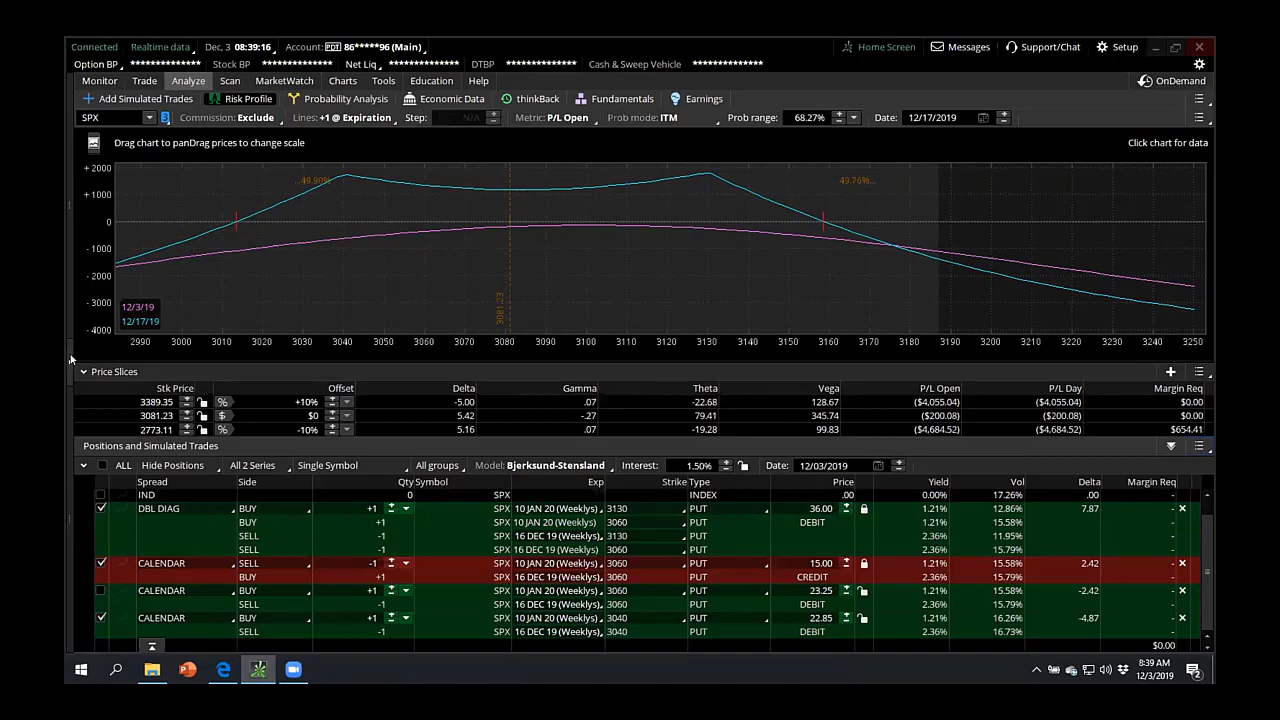 Connected Realtime data Dec, 3 08:39:16 Account: PDT 86*****96 (Main) Home Screen Messages Support/Chat Setup
Option BP ************** Stock BP ************** Net Liq ************** DTBP ************** Cash & Sweep Vehicle **************
Monitor Trade Analyze Scan MarketWatch Charts Tools Education Help OnDemand
Add Simulated Trades Risk Profile Probability Analysis Economic Data thinkBack Fundamentals Earnings
SPX 3 Commission: Exclude Lines: +1 @ Expiration Step: N/A Metric: P/L Open Prob mode: ITM Prob range: 68.27% Date: 12/17/2019
Drag chart to panDrag prices to change scale Click chart for data
+2000
+1000
0
-1000
-2000
-3000
-4000
...49.90% 49.76%...
3081.23
12/3/19
12/17/19
2990 3000 3010 3020 3030 3040 3050 3060 3070 3080 3090 3100 3110 3120 3130 3140 3150 3160 3170 3180 3190 3200 3210 3220 3230 3240 3250
Price Slices
Stk Price Offset Delta Gamma Theta Vega P/L Open P/L Day Margin Req
3389.35 % +10% -5.00 .07 -22.68 128.67 ($4,055.04) ($4,055.04) $0.00
3081.23 $ $0 5.42 -.27 79.41 345.74 ($200.08) ($200.08) $0.00
2773.11 % -10% 5.16 .07 -19.28 99.83 ($4,684.52) ($4,684.52) $654.41
Positions and Simulated Trades
ALL Hide Positions All 2 Series Single Symbol All groups Model: Bjerksund-Stensland Interest: 1.50% Date: 12/03/2019
Spread Side Qty Symbol Exp Strike Type Price Yield Vol Delta Margin Req
IND 0 SPX INDEX .00 0.00% 17.26% .00 -
DBL DIAG BUY +1 SPX 10 JAN 20 (Weeklys) 3130 PUT 36.00 1.21% 12.86% 7.87 -
BUY +1 SPX 10 JAN 20 (Weeklys) 3060 PUT DEBIT 1.21% 15.58%
SELL -1 SPX 16 DEC 19 (Weeklys) 3130 PUT 2.36% 11.95%
SELL -1 SPX 16 DEC 19 (Weeklys) 3060 PUT 2.36% 15.79%
CALENDAR SELL -1 SPX 10 JAN 20 (Weeklys) 3060 PUT 15.00 1.21% 15.58% 2.42 -
BUY +1 SPX 16 DEC 19 (Weeklys) 3060 PUT CREDIT 2.36% 15.79%
CALENDAR BUY +1 SPX 10 JAN 20 (Weeklys) 3060 PUT 23.25 1.21% 15.58% -2.42 -
SELL -1 SPX 16 DEC 19 (Weeklys) 3060 PUT DEBIT 2.36% 15.79%
CALENDAR BUY +1 SPX 10 JAN 20 (Weeklys) 3040 PUT 22.85 1.21% 16.26% -4.87 -
SELL -1 SPX 16 DEC 19 (Weeklys) 3040 PUT DEBIT 2.36% 16.73%
$0.00
8:39 AM
12/3/2019
2